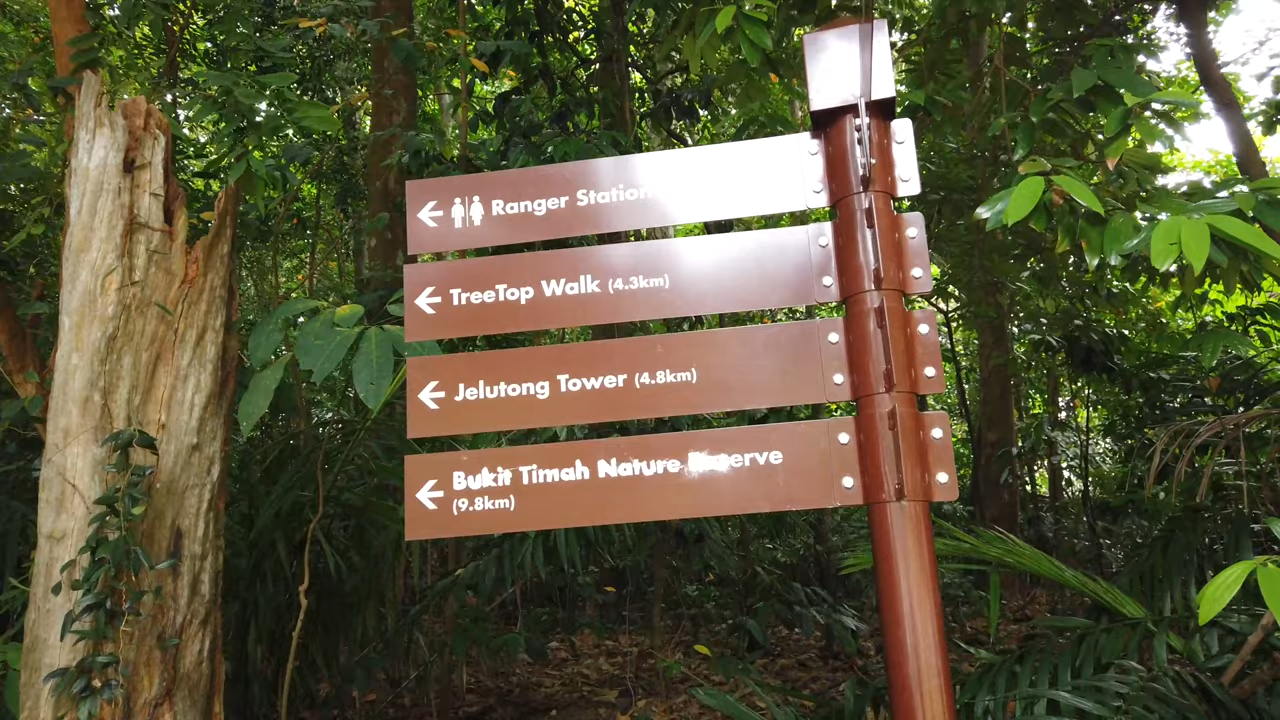 Ranger Station
TreeTop Walk (4.3km)
Jelutong Tower (4.8km)
Bukit Timah Nature
(9.8km)